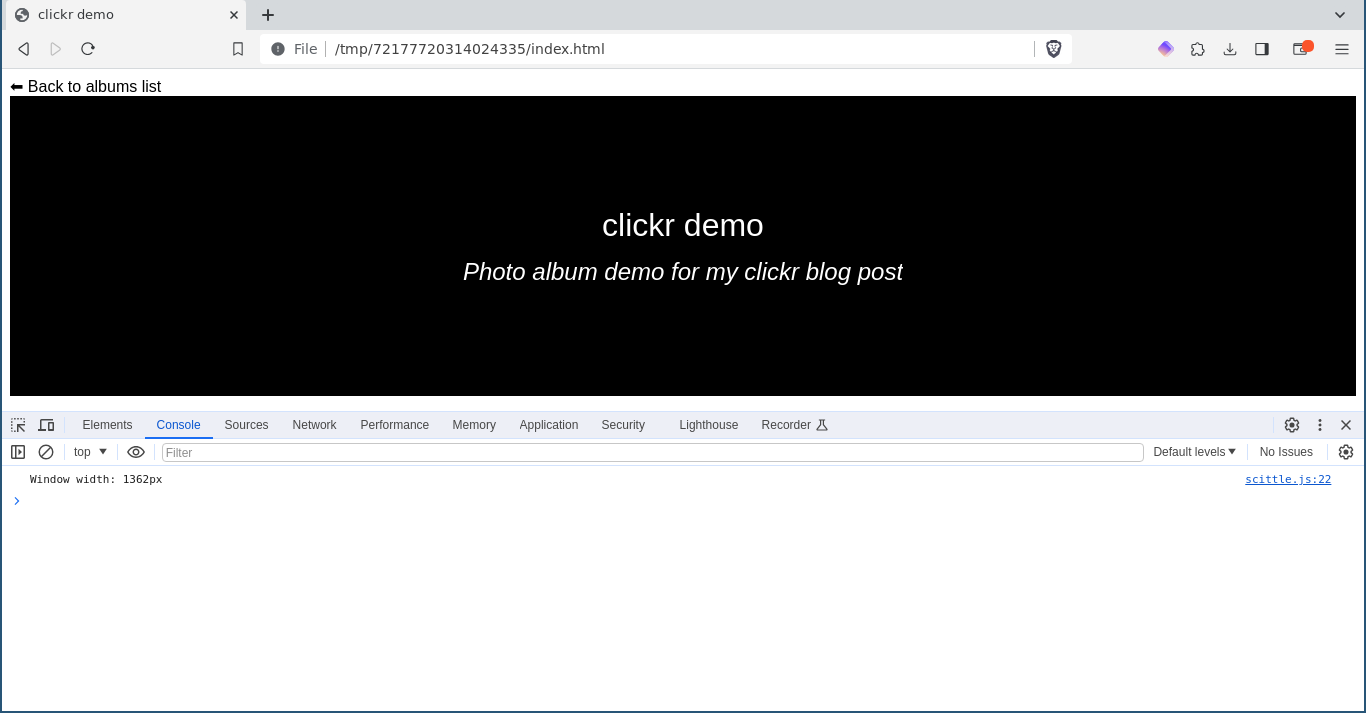 clickr demo
File /tmp/72177720314024335/index.html
⬅ Back to albums list
clickr demo
Photo album demo for my clickr blog post
Elements Console Sources Network Performance Memory Application Security Lighthouse Recorder
top Filter Default levels No Issues
Window width: 1362px scittle.js:22